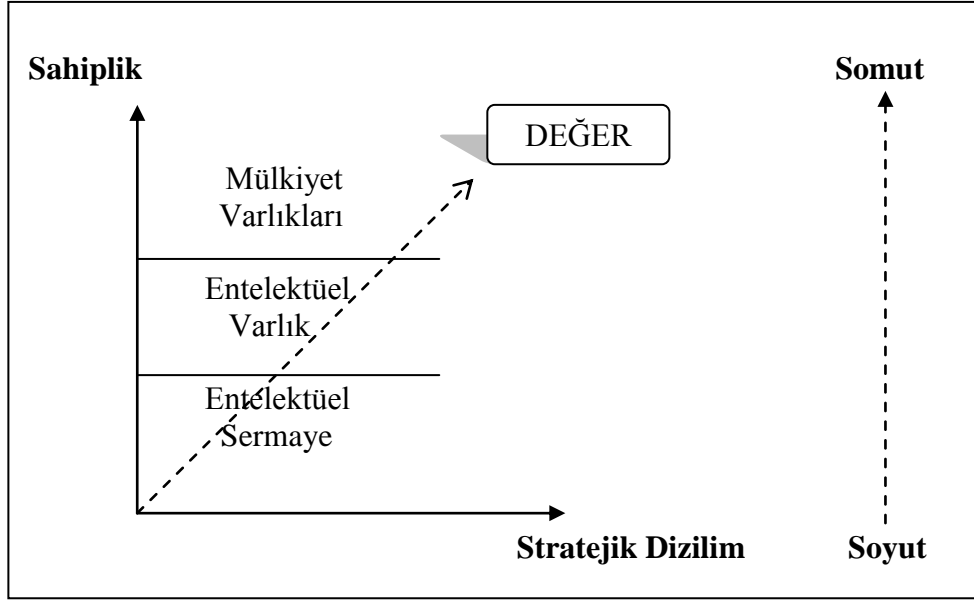 Sahiplik
Somut
DEĞER
Mülkiyet
Varlıkları
Entelektüel
Varlık
Entelektüel
Sermaye
Stratejik Dizilim
Soyut